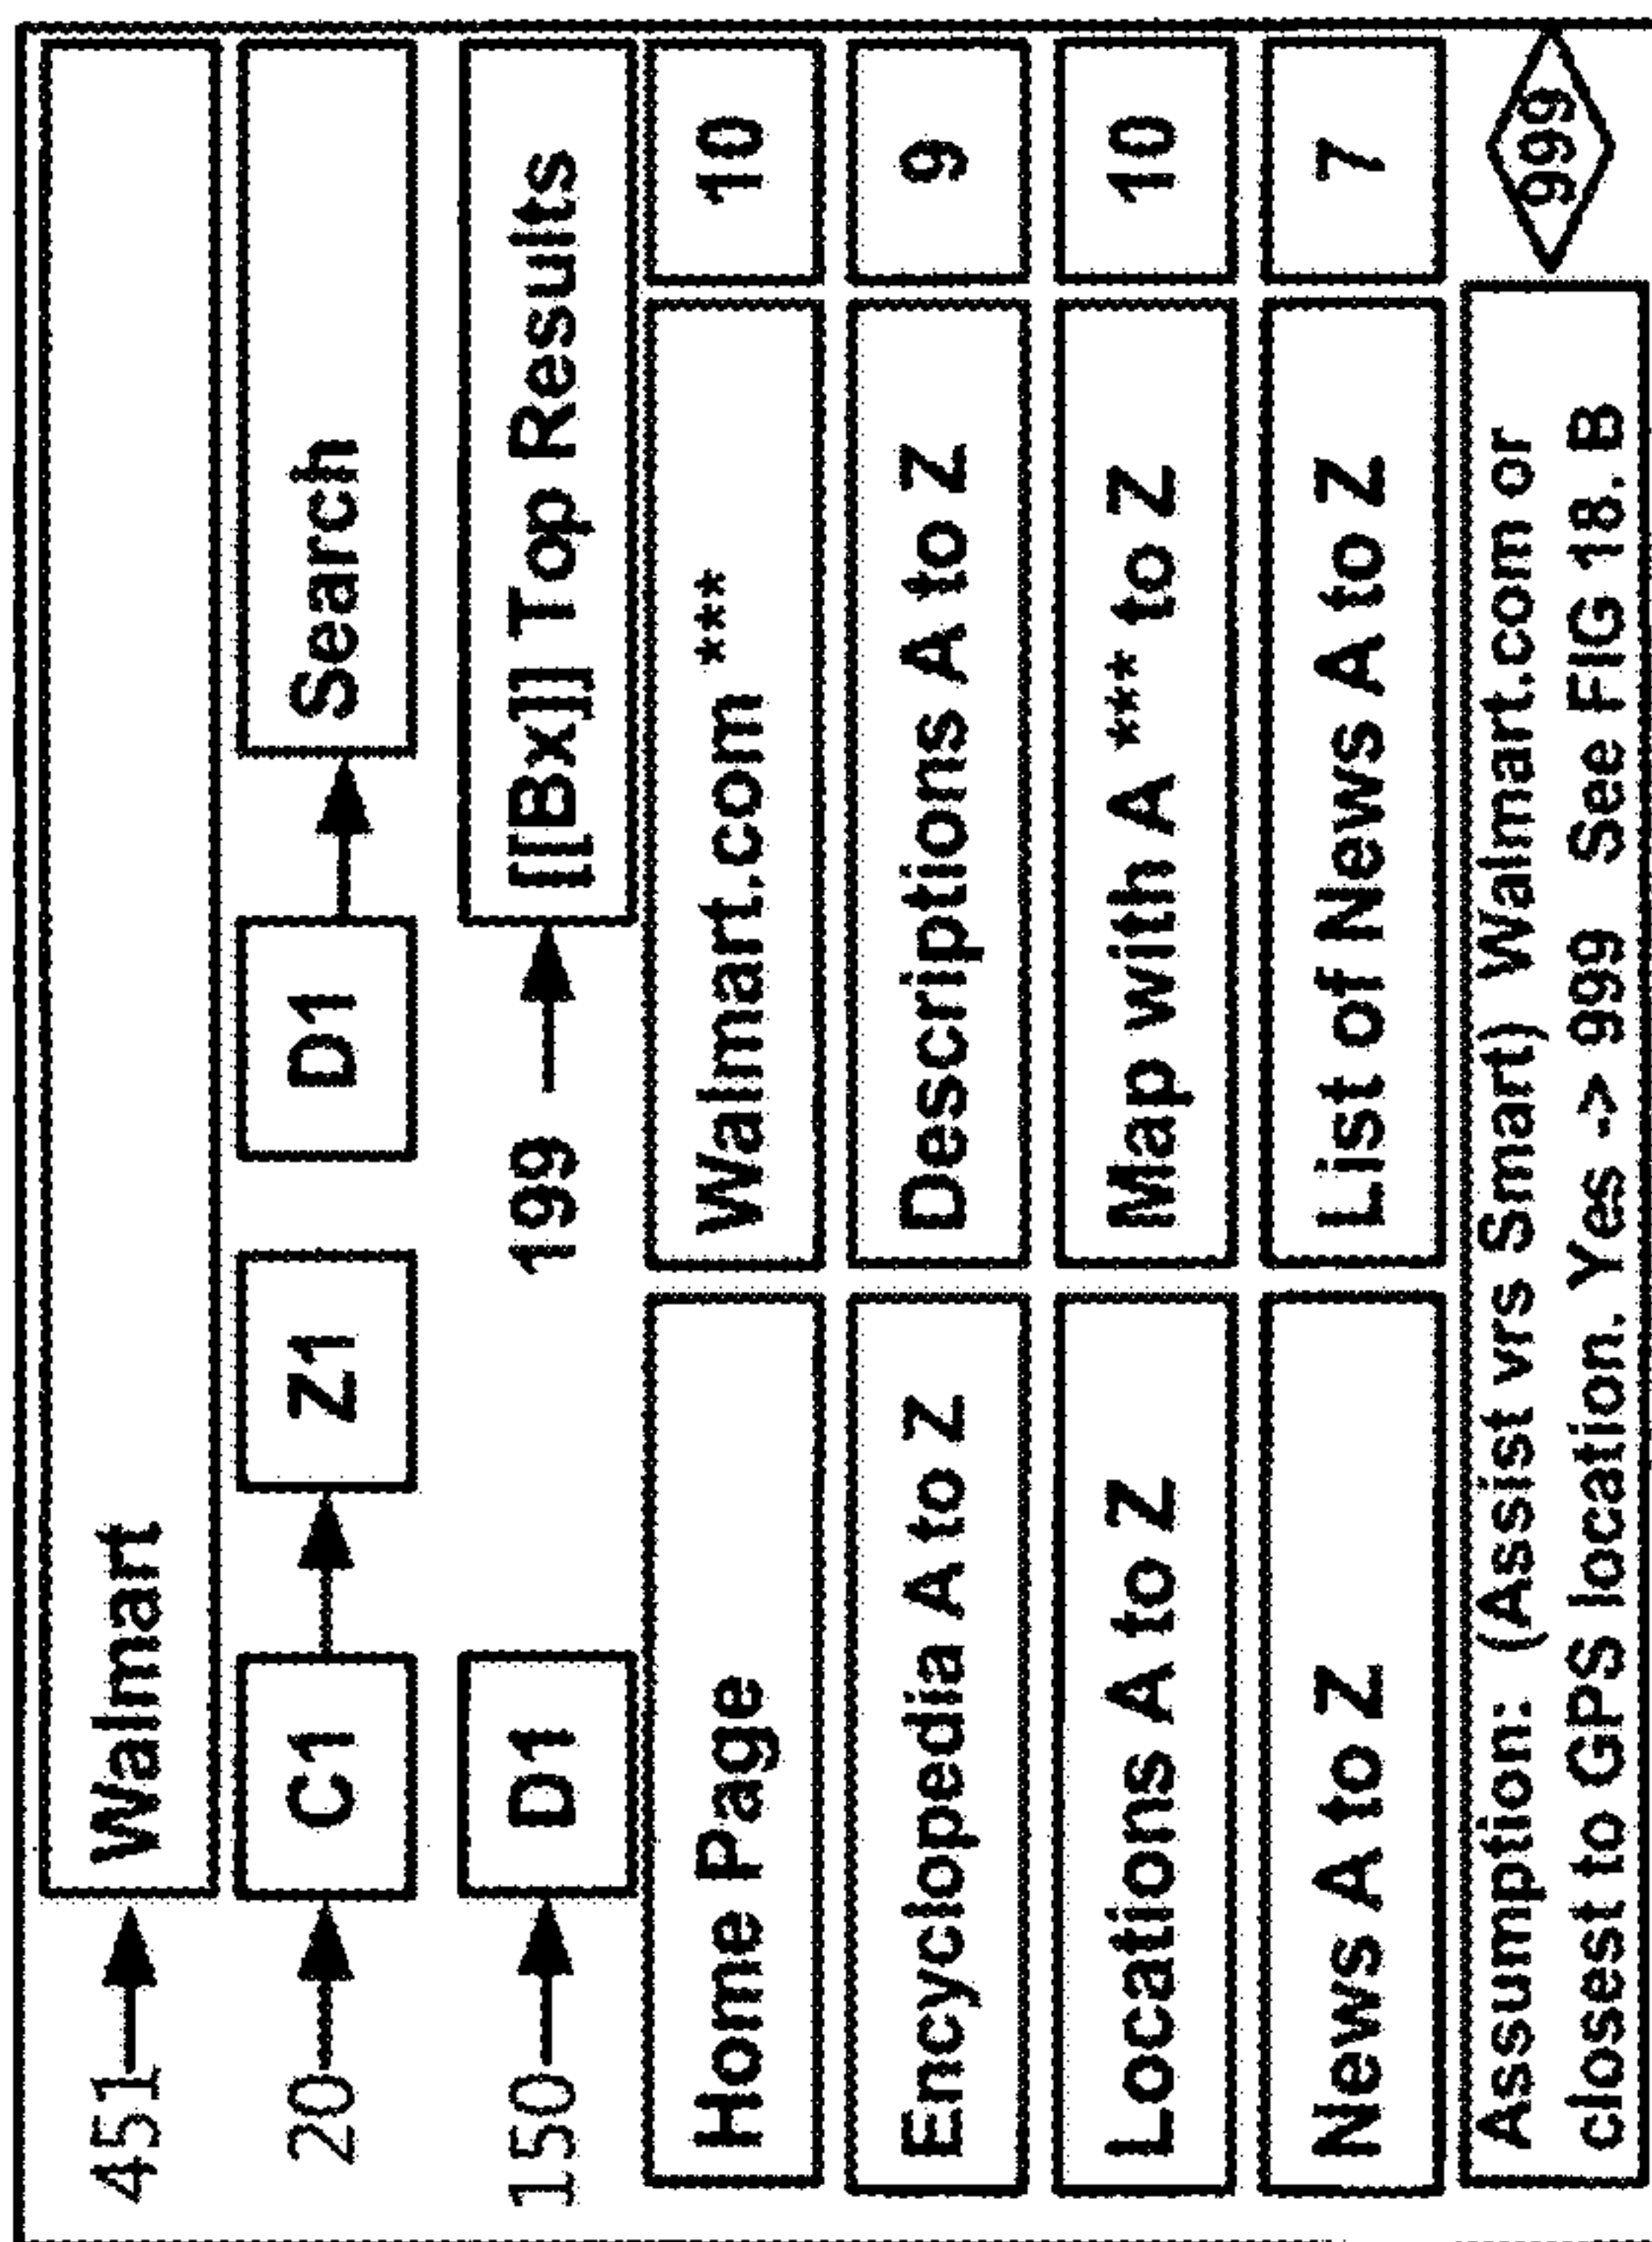 451 Walmart
20 C1 Z1 D1 Search
150 D1 199 [[Bx]] Top Results
Home Page Walmart.com *** 10
Encyclopedia A to Z Descriptions A to Z 9
Locations A to Z Map with A *** to Z 10
News A to Z List of News A to Z 7
Assumption: (Assist vrs Smart) Walmart.com or
closest to GPS location. Yes -> 999 See FIG 18. B 999